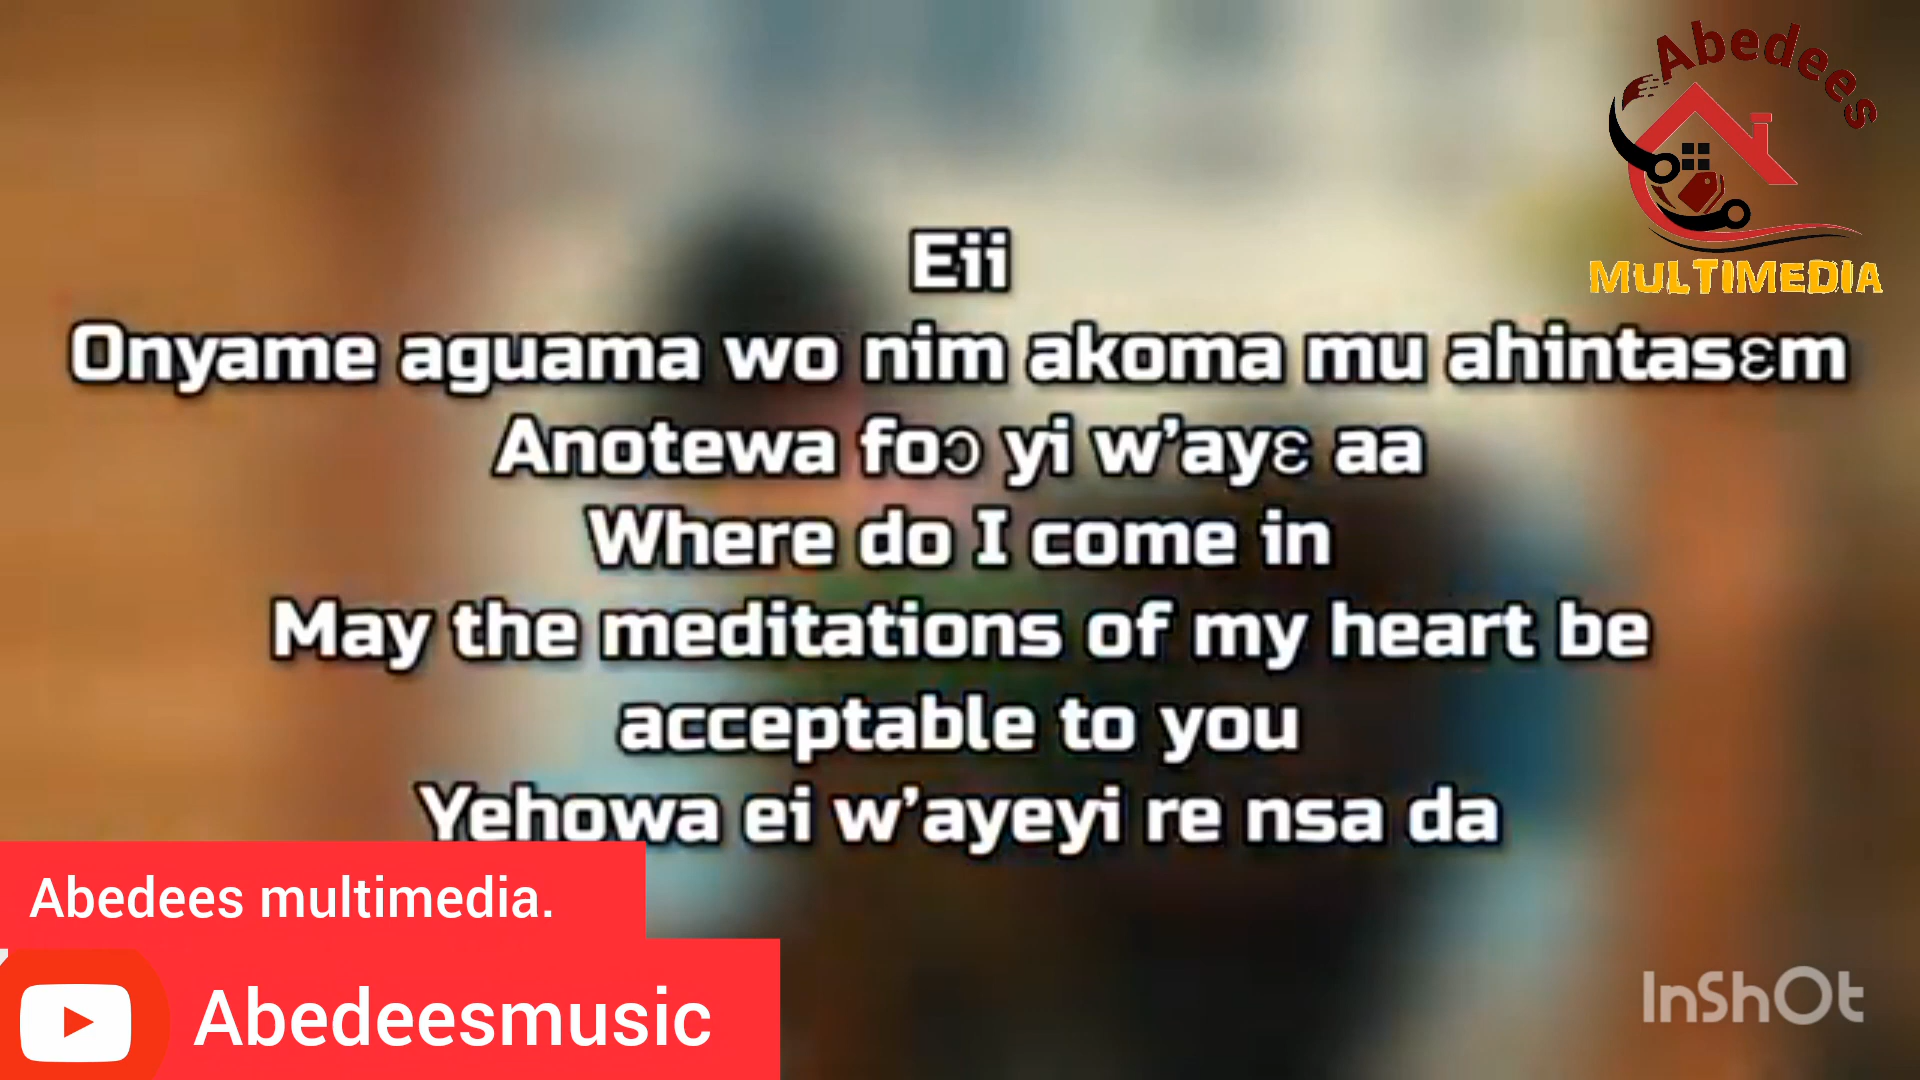 Abedees
MULTIMEDIA
Eii
Onyame aguama wo nim akoma mu ahintasɛm
Anotewa foɔ yi w'ayɛ aa
Where do I come in
May the meditations of my heart be
acceptable to you
Yehowa ei w'ayeyi re nsa da
Abedees multimedia.
Abedeesmusic
InShOt